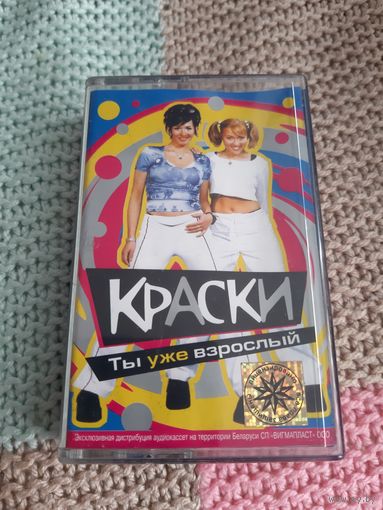 КРАСКИ
Ты уже взрослый
Эксклюзивная дистрибуция аудиокассет на территории Беларуси СП «ВИГМАПЛАСТ» ООО